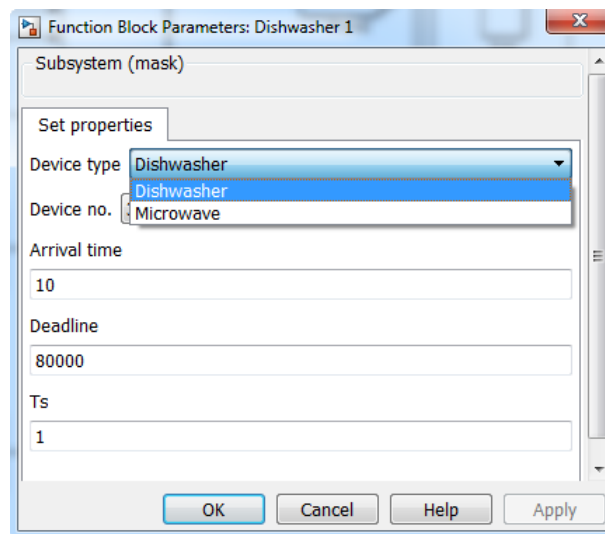 Function Block Parameters: Dishwasher 1
Subsystem (mask)
Set properties
Device type Dishwasher
Dishwasher
Microwave
Device no.
Arrival time
10
Deadline
80000
Ts
1
OK Cancel Help Apply